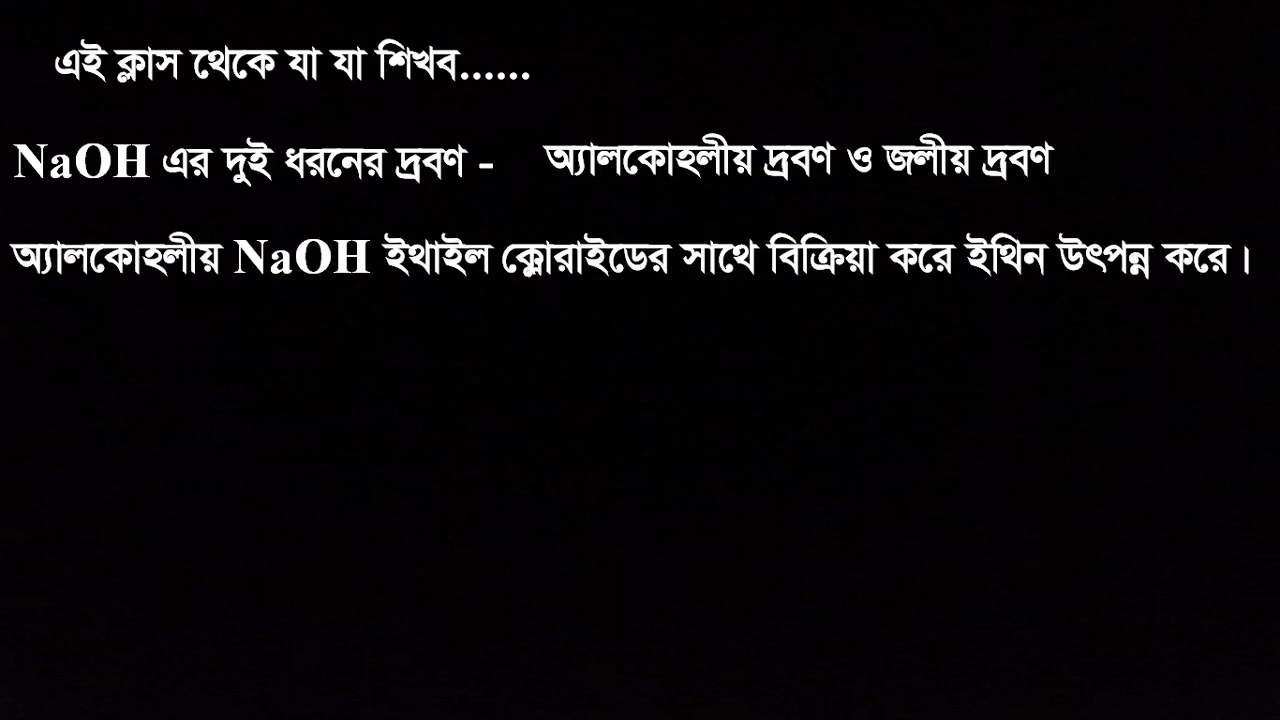 এই ক্লাস থেকে যা যা শিখব......
NaOH এর দুই ধরনের দ্রবণ - অ্যালকোহলীয় দ্রবণ ও জলীয় দ্রবণ
অ্যালকোহলীয় NaOH ইথাইল ক্লোরাইডের সাথে বিক্রিয়া করে ইথিন উৎপন্ন করে।